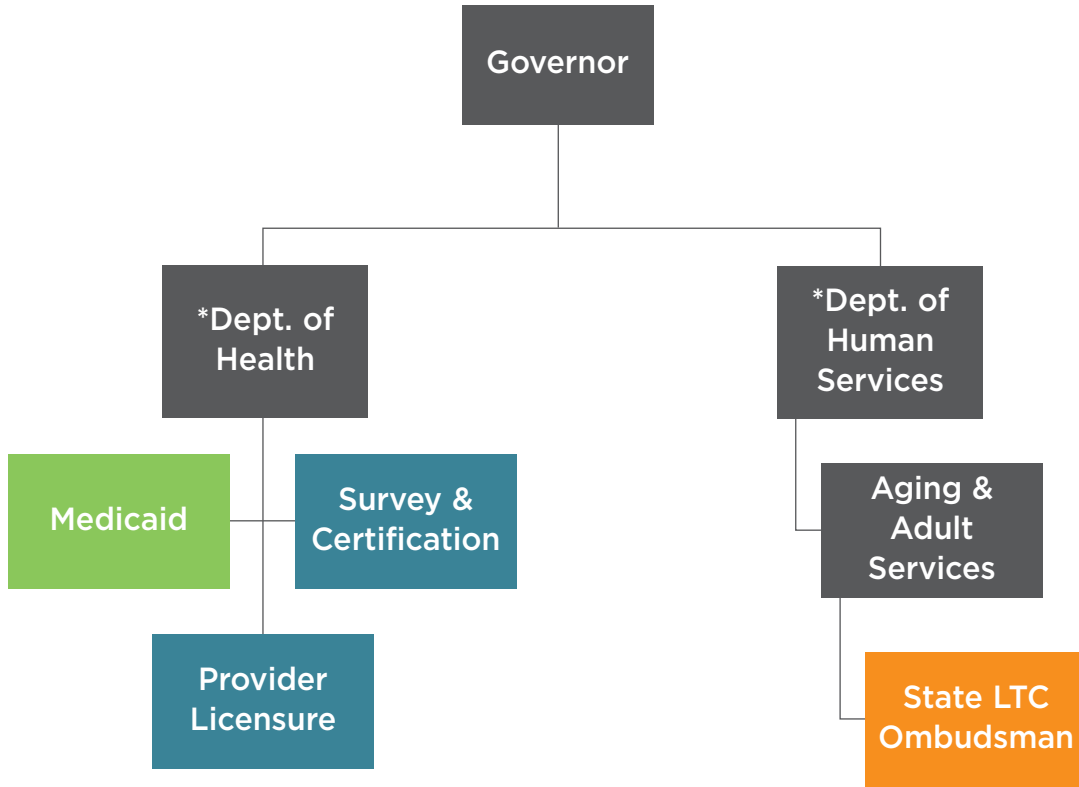 Governor
*Dept. of
Health
*Dept. of
Human
Services
Medicaid
Survey &
Certification
Aging &
Adult
Services
Provider
Licensure
State LTC
Ombudsman